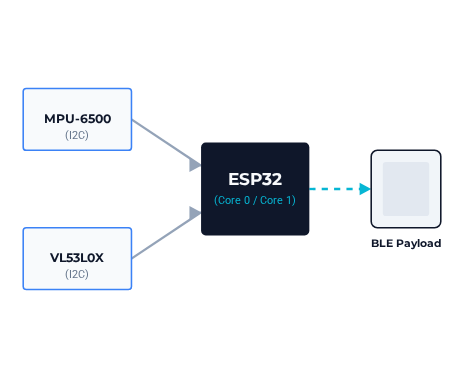 MPU-6500
(I2C)
ESP32
(Core 0 / Core 1)
BLE Payload
VL53L0X
(I2C)